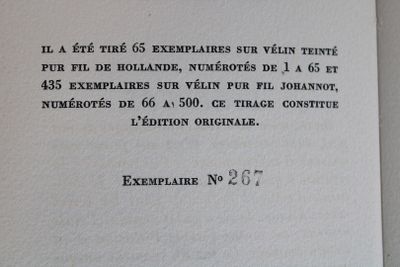 IL A ÉTÉ TIRÉ 65 EXEMPLAIRES SUR VÉLIN TEINTÉ
PUR FIL DE HOLLANDE, NUMÉROTÉS DE 1 A 65 ET
435 EXEMPLAIRES SUR VÉLIN PUR FIL JOHANNOT,
NUMÉROTÉS DE 66 A 500. CE TIRAGE CONSTITUE
L'ÉDITION ORIGINALE.
EXEMPLAIRE No 267